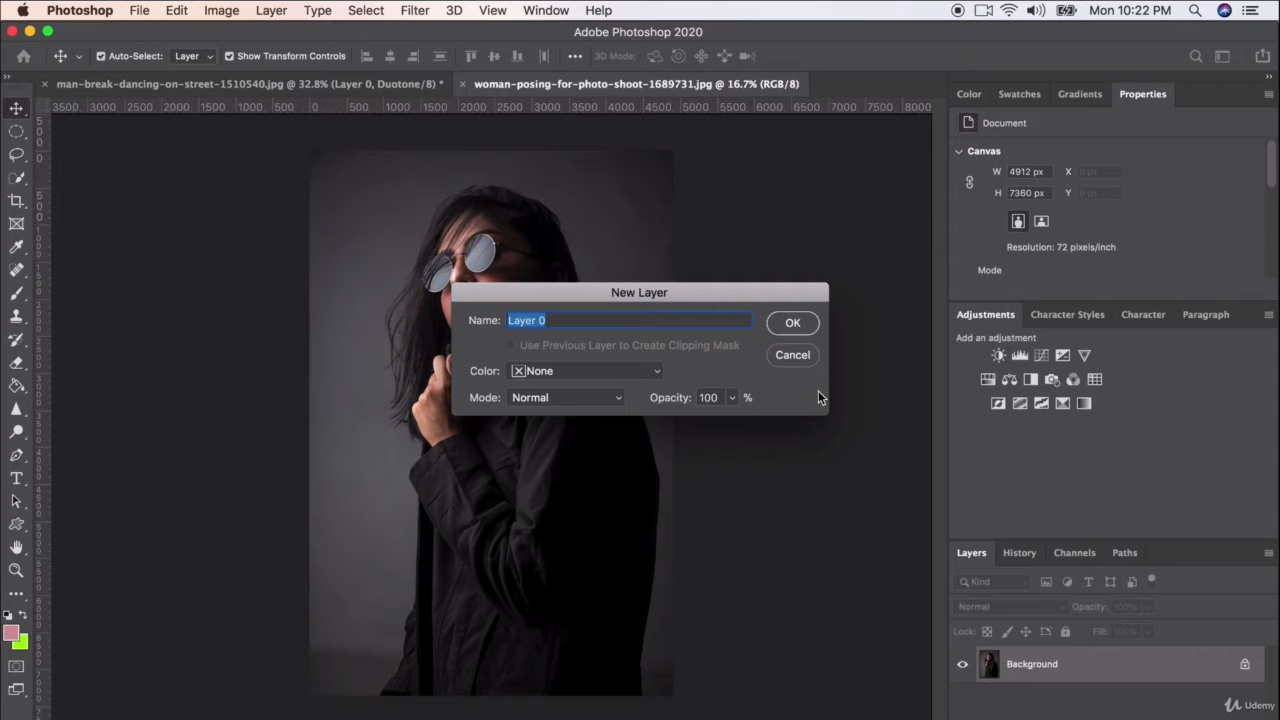 Photoshop File Edit Image Layer Type Select Filter 3D View Window Help Mon 10:22 PM
Adobe Photoshop 2020
Auto-Select: Layer Show Transform Controls 3D Mode:
man-break-dancing-on-street-1510540.jpg @ 32.8% (Layer 0, Duotone/8) * woman-posing-for-photo-shoot-1689731.jpg @ 16.7% (RGB/8)
3500 3000 2500 2000 1500 1000 500 0 500 1000 1500 2000 2500 3000 3500 4000 4500 5000 5500 6000 6500 7000 7500 8000
Color Swatches Gradients Properties
Document
Canvas
W 4912 px X 0 px
H 7360 px Y 0 px
Resolution: 72 pixels/inch
Mode
New Layer
Name: Layer 0 OK
Use Previous Layer to Create Clipping Mask
Cancel
Color: None
Mode: Normal Opacity: 100 %
Adjustments Character Styles Character Paragraph
Add an adjustment
Layers History Channels Paths
Kind
Normal Opacity: 100%
Lock: Fill: 100%
Background
Udemy